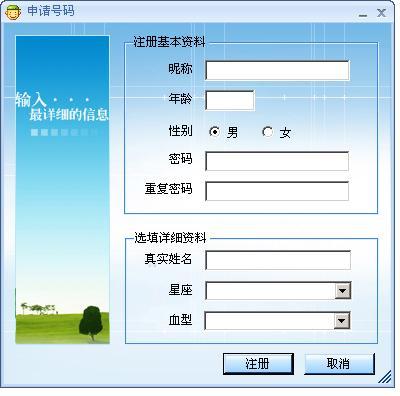 申请号码
输入···
最详细的信息
注册基本资料
昵称
年龄
性别 男 女
密码
重复密码
选填详细资料
真实姓名
星座
血型
注册 取消